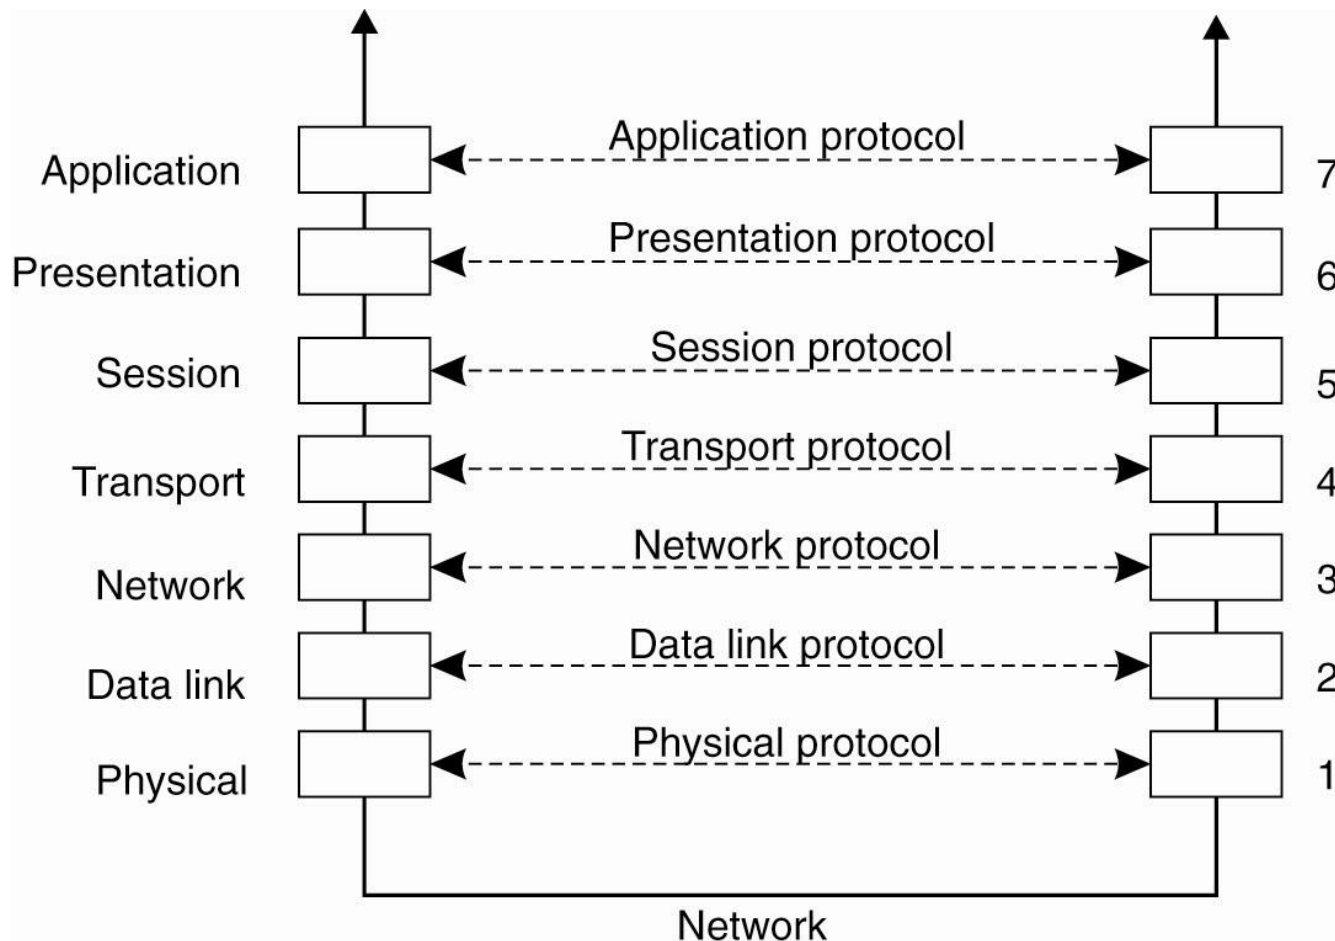 Application protocol
Application
7
Presentation protocol
Presentation
6
Session protocol
Session
5
Transport protocol
Transport
4
Network protocol
Network
3
Data link protocol
Data link
2
Physical protocol
Physical
1
Network